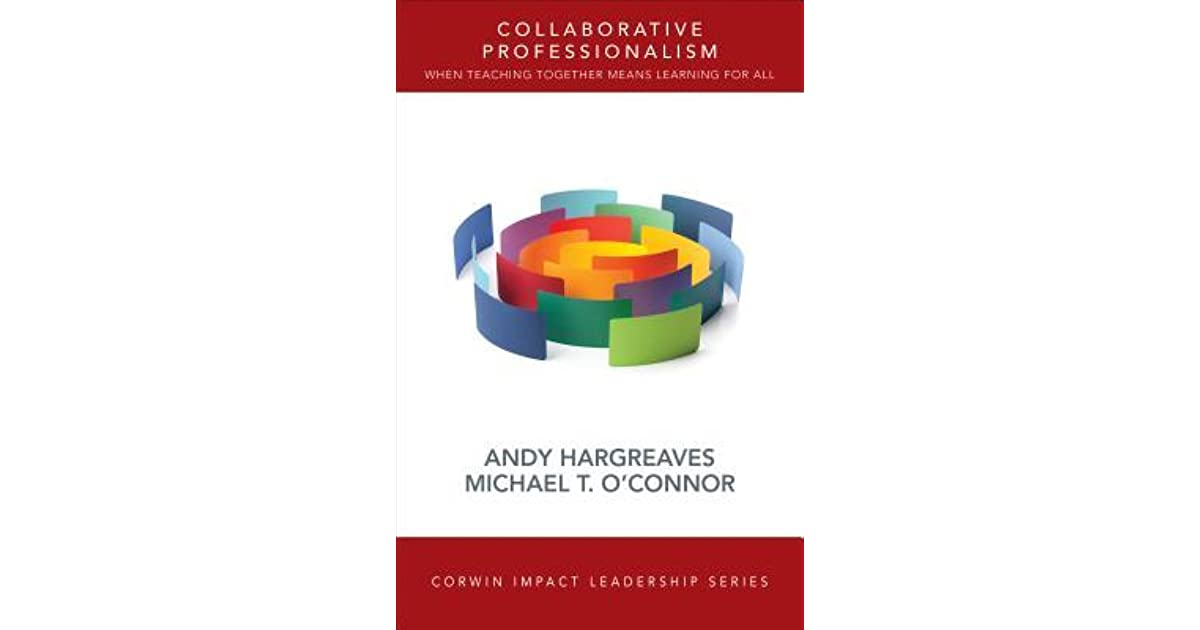 COLLABORATIVE
PROFESSIONALISM
WHEN TEACHING TOGETHER MEANS LEARNING FOR ALL
ANDY HARGREAVES
MICHAEL T. O’CONNOR
CORWIN IMPACT LEADERSHIP SERIES